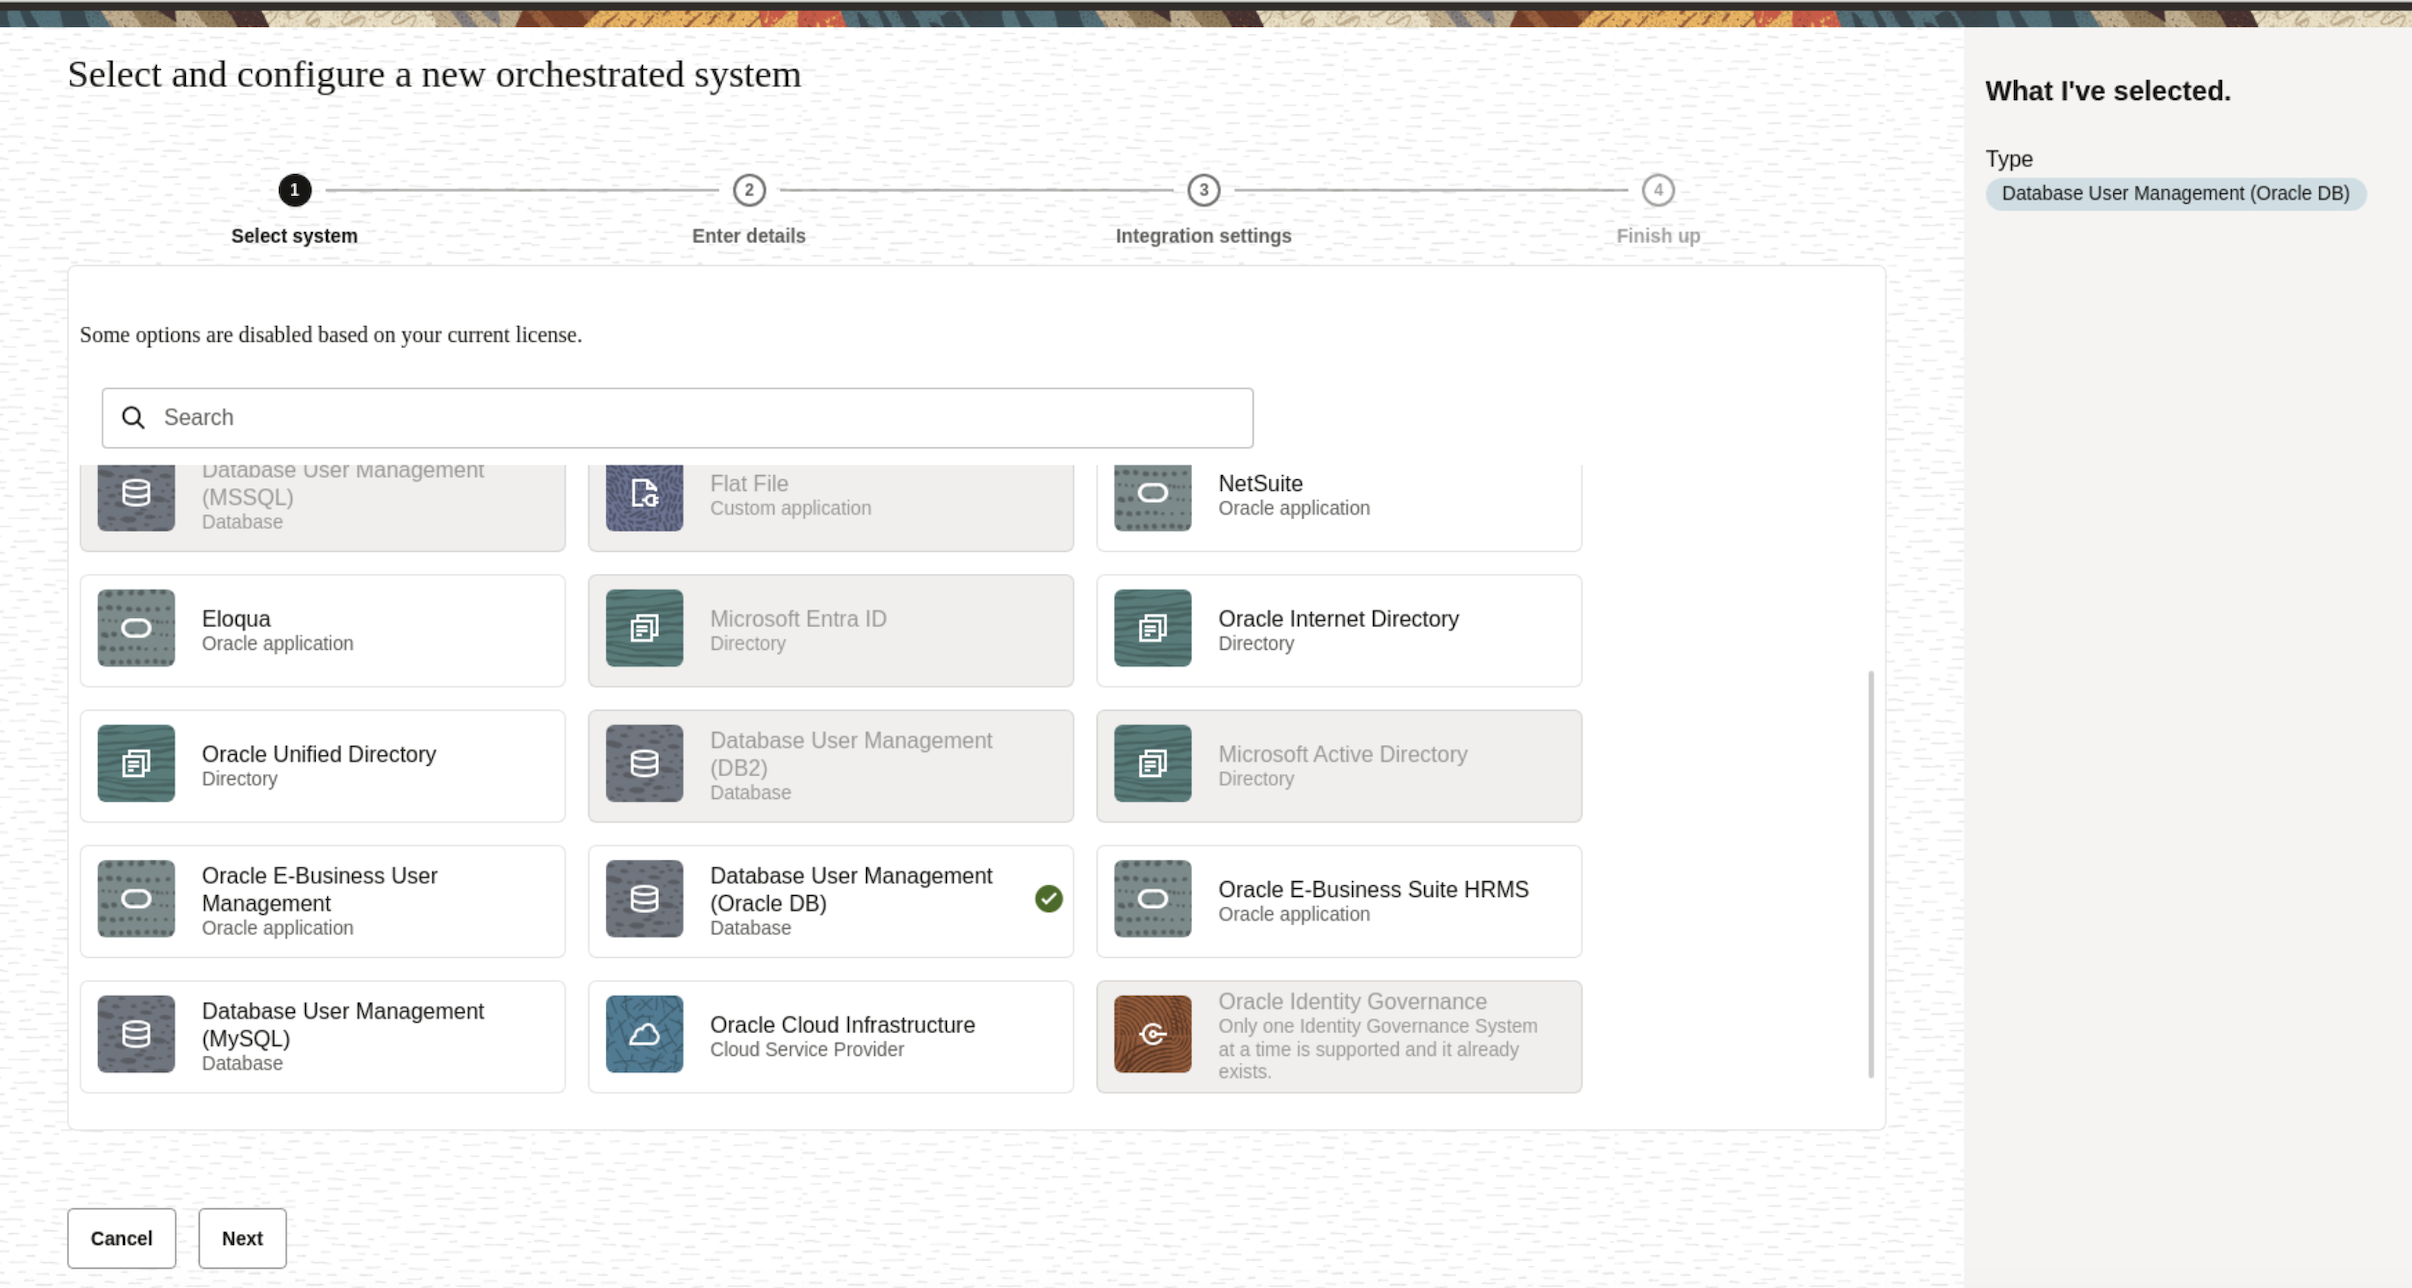 Select and configure a new orchestrated system
What I've selected.
Type
Database User Management (Oracle DB)
1
2
3
4
Select system
Enter details
Integration settings
Finish up
Some options are disabled based on your current license.
Search
Database User Management
(MSSQL)
Database
Flat File
Custom application
NetSuite
Oracle application
Eloqua
Oracle application
Microsoft Entra ID
Directory
Oracle Internet Directory
Directory
Oracle Unified Directory
Directory
Database User Management
(DB2)
Database
Microsoft Active Directory
Directory
Oracle E-Business User
Management
Oracle application
Database User Management
(Oracle DB)
Database
Oracle E-Business Suite HRMS
Oracle application
Database User Management
(MySQL)
Database
Oracle Cloud Infrastructure
Cloud Service Provider
Oracle Identity Governance
Only one Identity Governance System
at a time is supported and it already
exists.
Cancel
Next